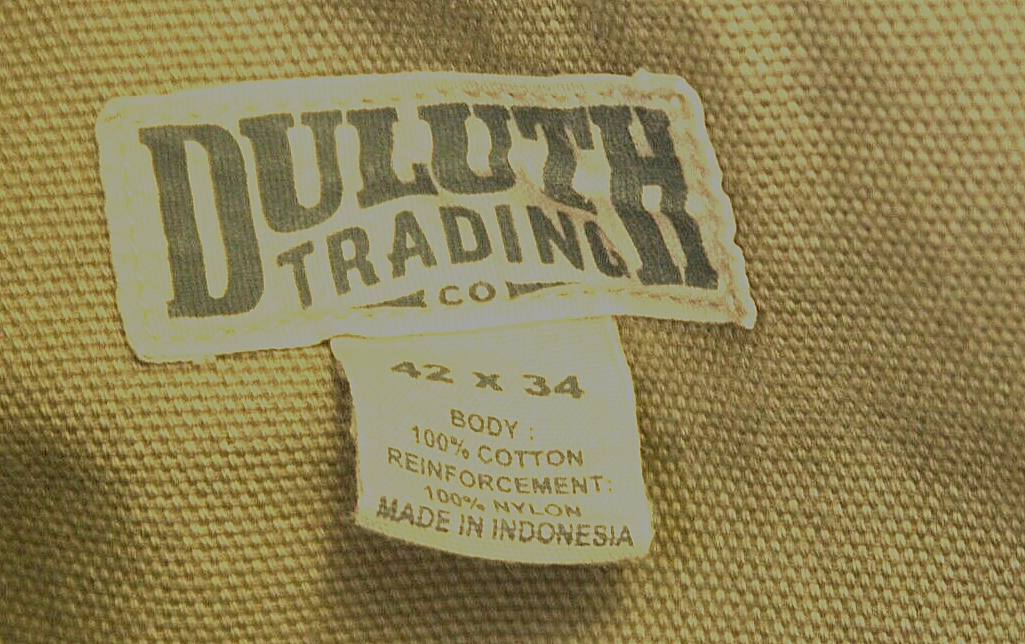 DULUTH
TRADING
CO
42 X 34
BODY :
100% COTTON
REINFORCEMENT:
100% NYLON
MADE IN INDONESIA